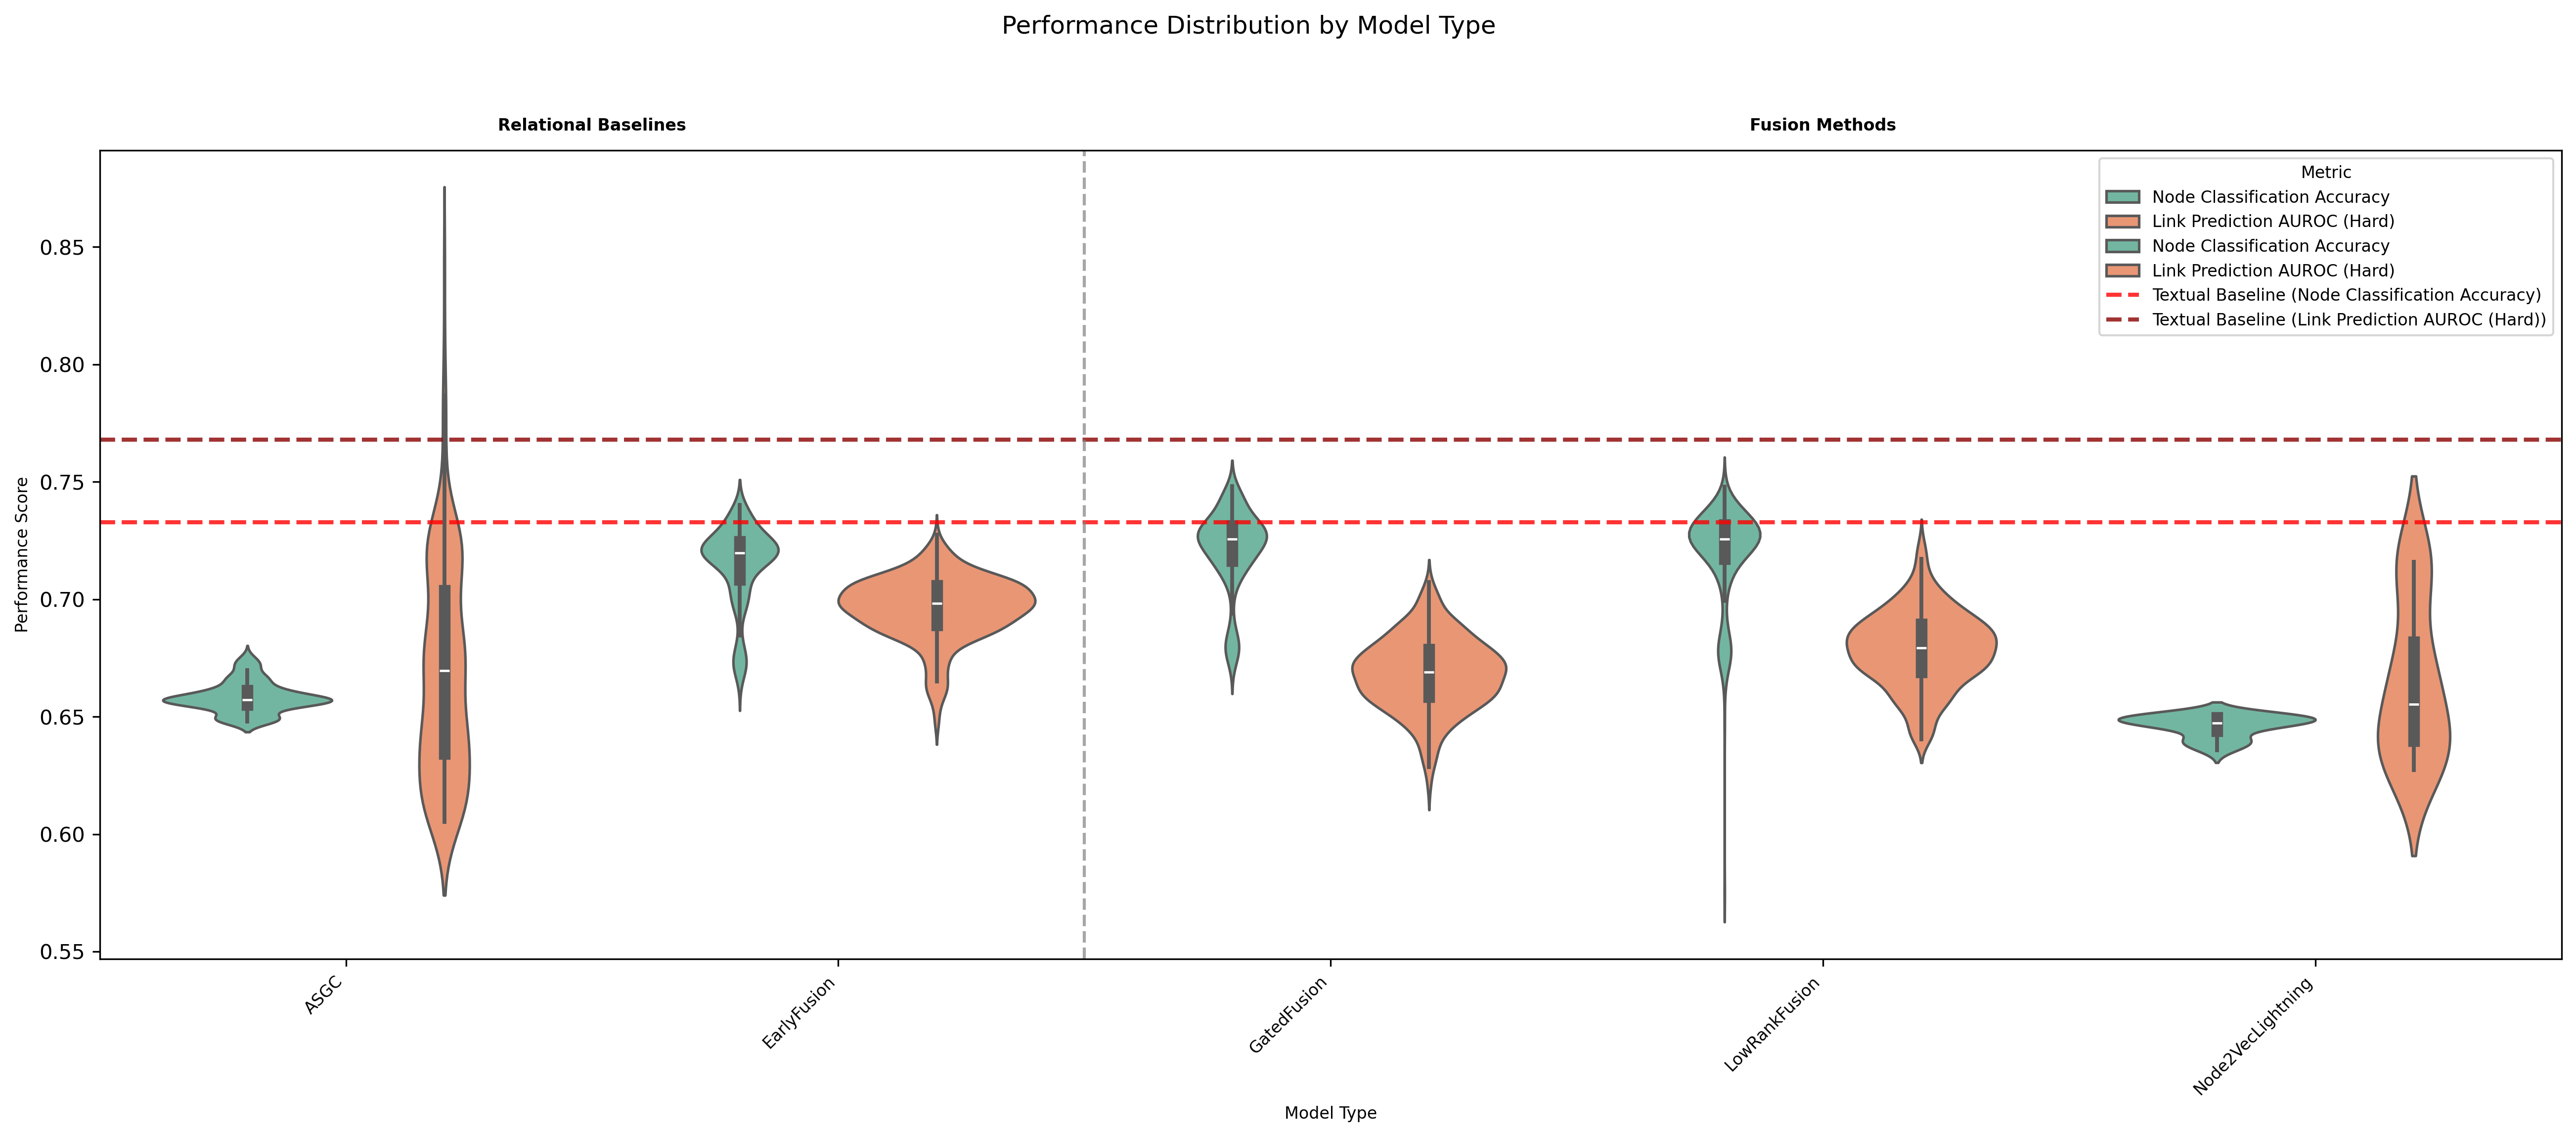 Performance Distribution by Model Type
Relational Baselines
Fusion Methods
Metric
Node Classification Accuracy
Link Prediction AUROC (Hard)
Node Classification Accuracy
Link Prediction AUROC (Hard)
Textual Baseline (Node Classification Accuracy)
Textual Baseline (Link Prediction AUROC (Hard))
Performance Score
0.85
0.80
0.75
0.70
0.65
0.60
0.55
ASGC
EarlyFusion
GatedFusion
LowRankFusion
Node2VecLightning
Model Type